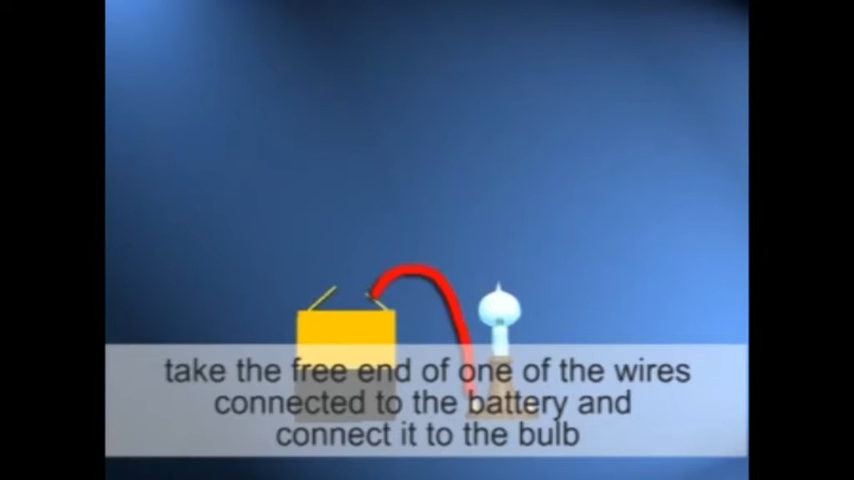 take the free end of one of the wires
connected to the battery and
connect it to the bulb